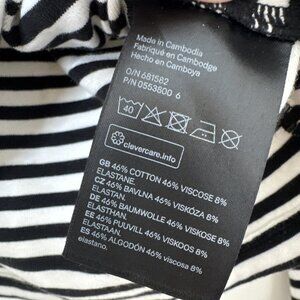 Made in Cambodia
Fabriqué en Cambodge
Hecho en Camboya
O/N 681582
P/N 0553800 6
40
clevercare.info
GB 46% COTTON 46% VISCOSE 8%
ELASTANE.
CZ 46% BAVLNA 46% VISKÓZA 8%
ELASTAN.
DE 46% BAUMWOLLE 46% VISKOSE 8%
ELASTHAN.
EE 46% PUUVILL 46% VISKOOS 8%
ELASTAAN.
ES 46% ALGODÓN 46% viscosa 8%
elastano.